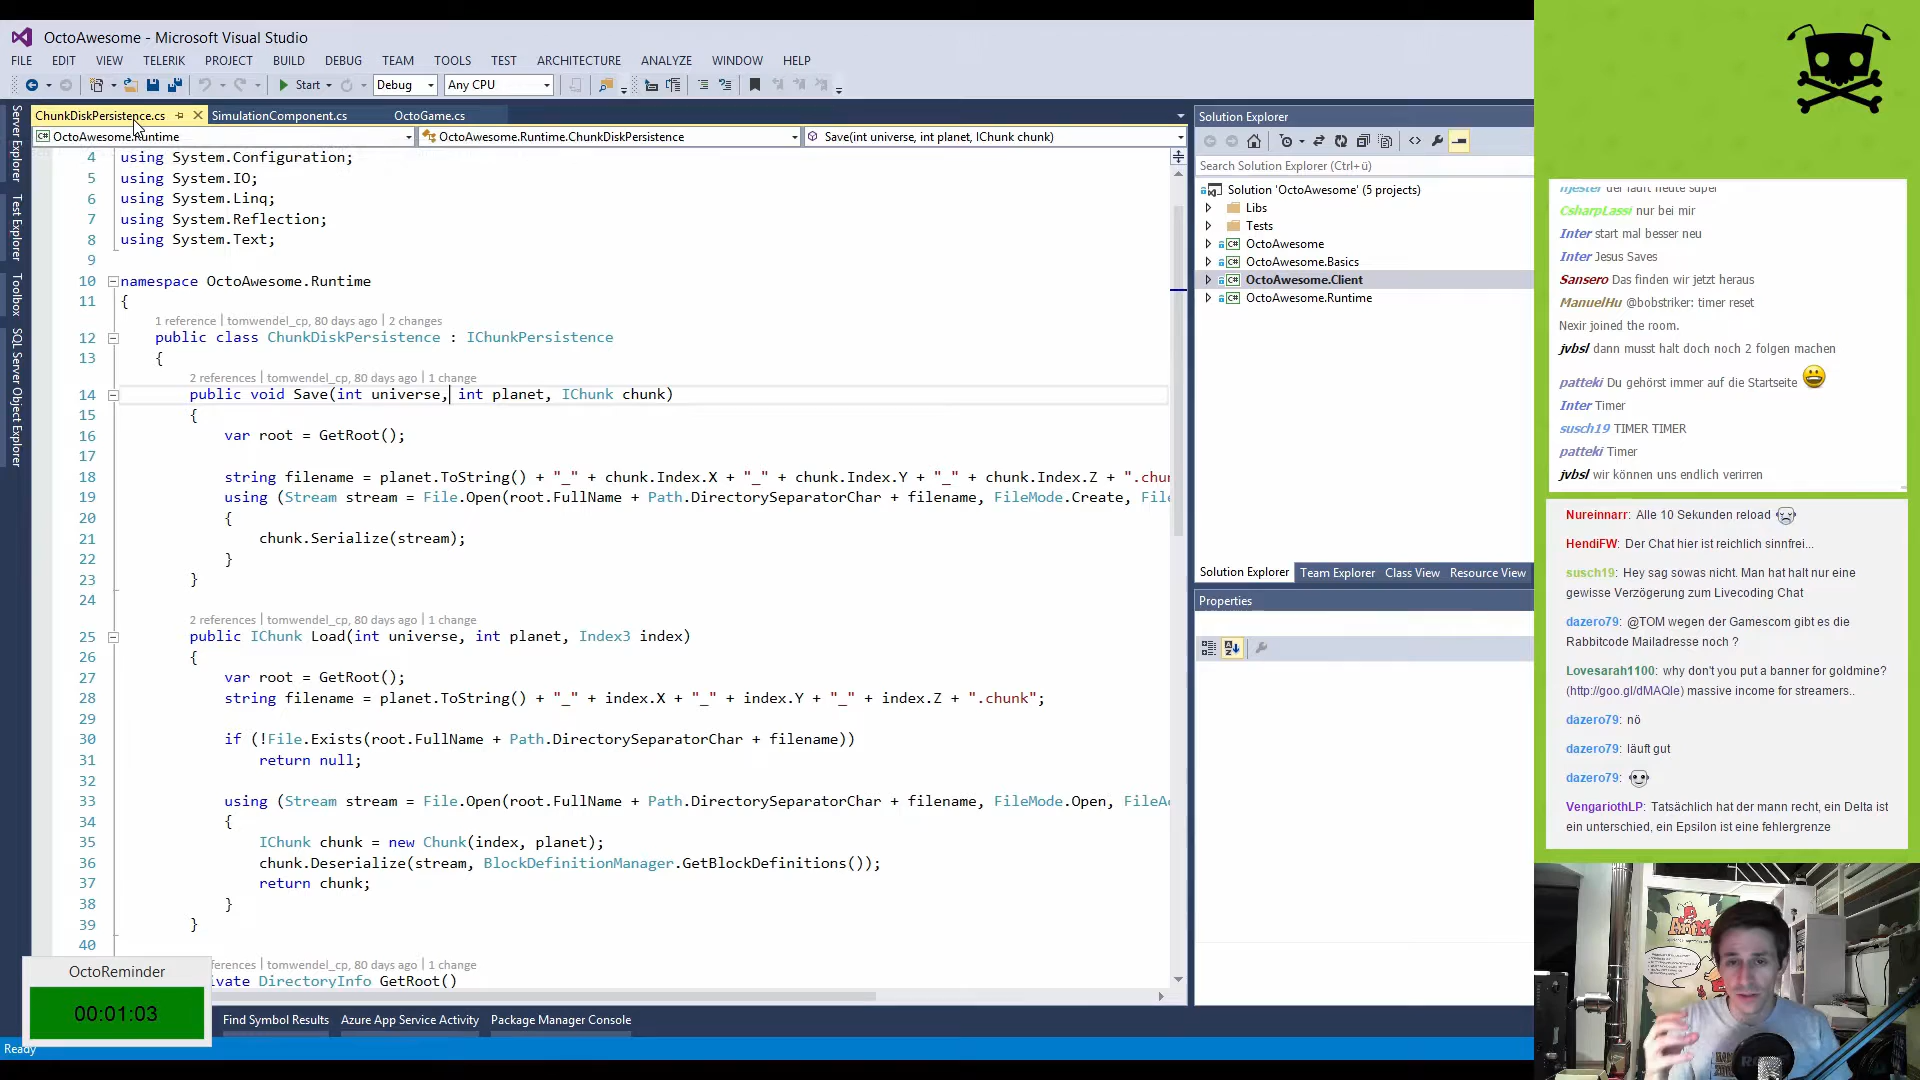 OctoAwesome - Microsoft Visual Studio
FILE EDIT VIEW TELERIK PROJECT BUILD DEBUG TEAM TOOLS TEST ARCHITECTURE ANALYZE WINDOW HELP
Start Debug Any CPU
ChunkDiskPersistence.cs SimulationComponent.cs OctoGame.cs
OctoAwesome.Runtime OctoAwesome.Runtime.ChunkDiskPersistence Save(int universe, int planet, IChunk chunk)
Server Explorer
Test Explorer
Toolbox
SQL Server Object Explorer
4 using System.Configuration;
5 using System.IO;
6 using System.Linq;
7 using System.Reflection;
8 using System.Text;
9
10 namespace OctoAwesome.Runtime
11 {
1 reference | tomwendel_cp, 80 days ago | 2 changes
12 public class ChunkDiskPersistence : IChunkPersistence
13 {
2 references | tomwendel_cp, 80 days ago | 1 change
14 public void Save(int universe, int planet, IChunk chunk)
15 {
16 var root = GetRoot();
17
18 string filename = planet.ToString() + "_" + chunk.Index.X + "_" + chunk.Index.Y + "_" + chunk.Index.Z + ".chu
19 using (Stream stream = File.Open(root.FullName + Path.DirectorySeparatorChar + filename, FileMode.Create, File
20 {
21 chunk.Serialize(stream);
22 }
23 }
24
2 references | tomwendel_cp, 80 days ago | 1 change
25 public IChunk Load(int universe, int planet, Index3 index)
26 {
27 var root = GetRoot();
28 string filename = planet.ToString() + "_" + index.X + "_" + index.Y + "_" + index.Z + ".chunk";
29
30 if (!File.Exists(root.FullName + Path.DirectorySeparatorChar + filename))
31 return null;
32
33 using (Stream stream = File.Open(root.FullName + Path.DirectorySeparatorChar + filename, FileMode.Open, FileAc
34 {
35 IChunk chunk = new Chunk(index, planet);
36 chunk.Deserialize(stream, BlockDefinitionManager.GetBlockDefinitions());
37 return chunk;
38 }
39 }
40
ferences | tomwendel_cp, 80 days ago | 1 change
ivate DirectoryInfo GetRoot()
OctoReminder
00:01:03
Find Symbol Results Azure App Service Activity Package Manager Console
Ready
Solution Explorer
Search Solution Explorer (Ctrl+ü)
Solution 'OctoAwesome' (5 projects)
Libs
Tests
OctoAwesome
OctoAwesome.Basics
OctoAwesome.Client
OctoAwesome.Runtime
Solution Explorer Team Explorer Class View Resource View
Properties
njester der läuft heute super
CsharpLassi nur bei mir
Inter start mal besser neu
Inter Jesus Saves
Sansero Das finden wir jetzt heraus
ManuelHu @bobstriker: timer reset
Nexir joined the room.
jvbsl dann musst halt doch noch 2 folgen machen
patteki Du gehörst immer auf die Startseite
Inter Timer
susch19 TIMER TIMER
patteki Timer
jvbsl wir können uns endlich verirren
Nureinnarr: Alle 10 Sekunden reload
HendiFW: Der Chat hier ist reichlich sinnfrei...
susch19: Hey sag sowas nicht. Man hat halt nur eine
gewisse Verzögerung zum Livecoding Chat
dazero79: @TOM wegen der Gamescom gibt es die
Rabbitcode Mailadresse noch ?
Lovesarah1100: why don't you put a banner for goldmine?
(http://goo.gl/dMAQle) massive income for streamers..
dazero79: nö
dazero79: läuft gut
dazero79:
VengariothLP: Tatsächlich hat der mann recht, ein Delta ist
ein unterschied, ein Epsilon ist eine fehlergrenze